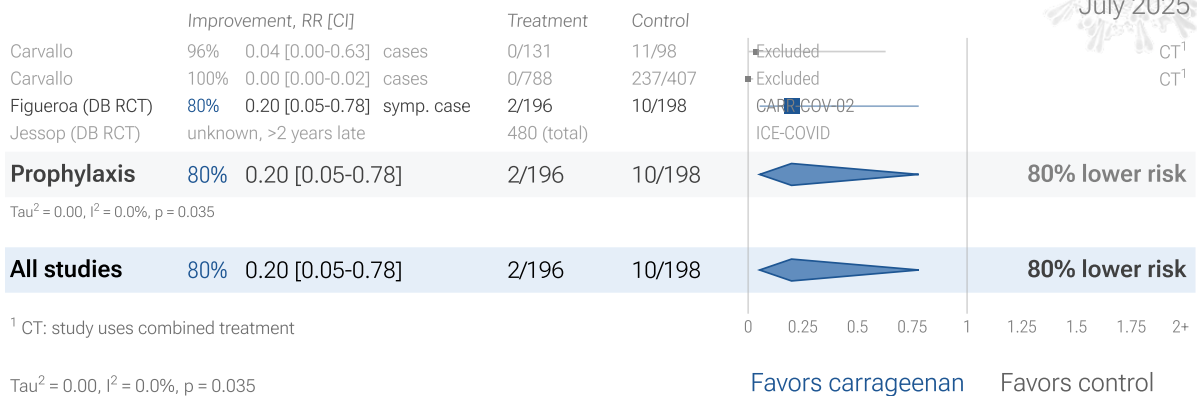 July 2025
Improvement, RR [CI] Treatment Control
Carvallo 96% 0.04 [0.00-0.63] cases 0/131 11/98 Excluded CT¹
Carvallo 100% 0.00 [0.00-0.02] cases 0/788 237/407 Excluded CT¹
Figueroa (DB RCT) 80% 0.20 [0.05-0.78] symp. case 2/196 10/198 CARR-COV-02
Jessop (DB RCT) unknown, >2 years late 480 (total) ICE-COVID
Prophylaxis 80% 0.20 [0.05-0.78] 2/196 10/198 80% lower risk
Tau² = 0.00, I² = 0.0%, p = 0.035
All studies 80% 0.20 [0.05-0.78] 2/196 10/198 80% lower risk
0 0.25 0.5 0.75 1 1.25 1.5 1.75 2+
¹ CT: study uses combined treatment
Tau² = 0.00, I² = 0.0%, p = 0.035
Favors carrageenan Favors control